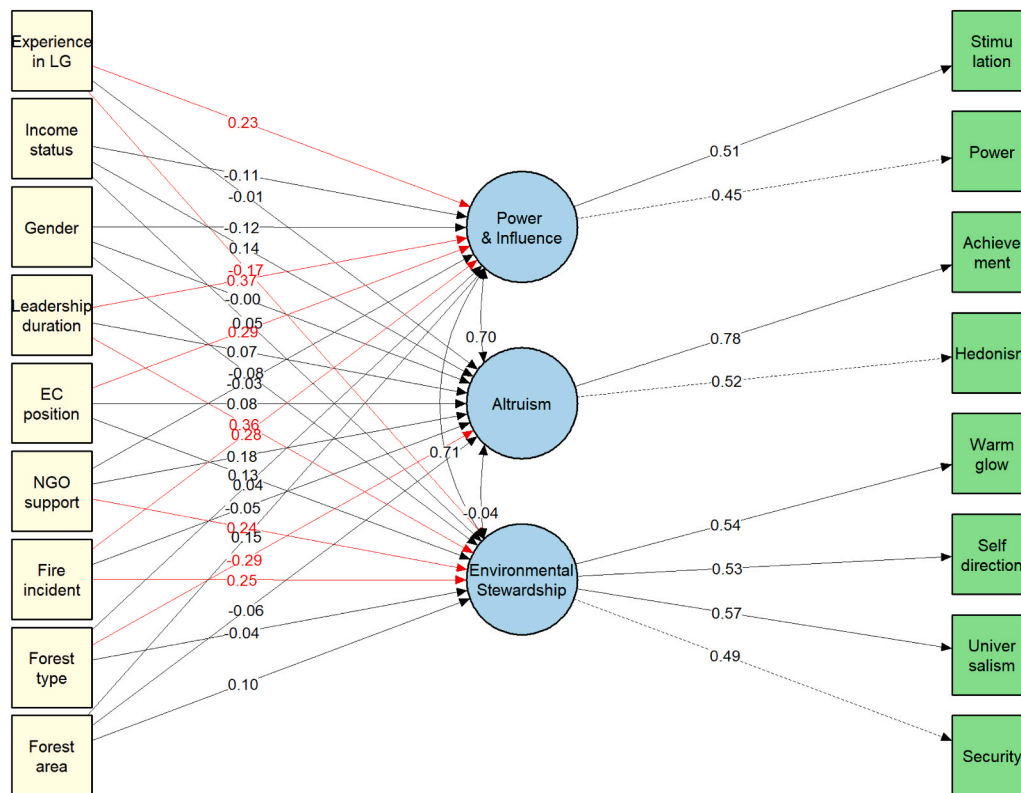 Experience
in LG
Income
status
Gender
Leadership
duration
EC
position
NGO
support
Fire
incident
Forest
type
Forest
area
0.23
-0.11
-0.01
-0.12
0.14
-0.17
0.37
-0.00
0.05
0.29
0.07
-0.08
-0.03
0.08
0.36
0.28
0.18
0.13
0.04
-0.05
0.24
0.15
-0.29
0.25
-0.06
-0.04
0.10
Power
& Influence
0.70
Altruism
0.71
-0.04
Environmental
Stewardship
0.51
0.45
0.78
0.52
0.54
0.53
0.57
0.49
Stimu
lation
Power
Achieve
ment
Hedonism
Warm
glow
Self
direction
Univer
salism
Security